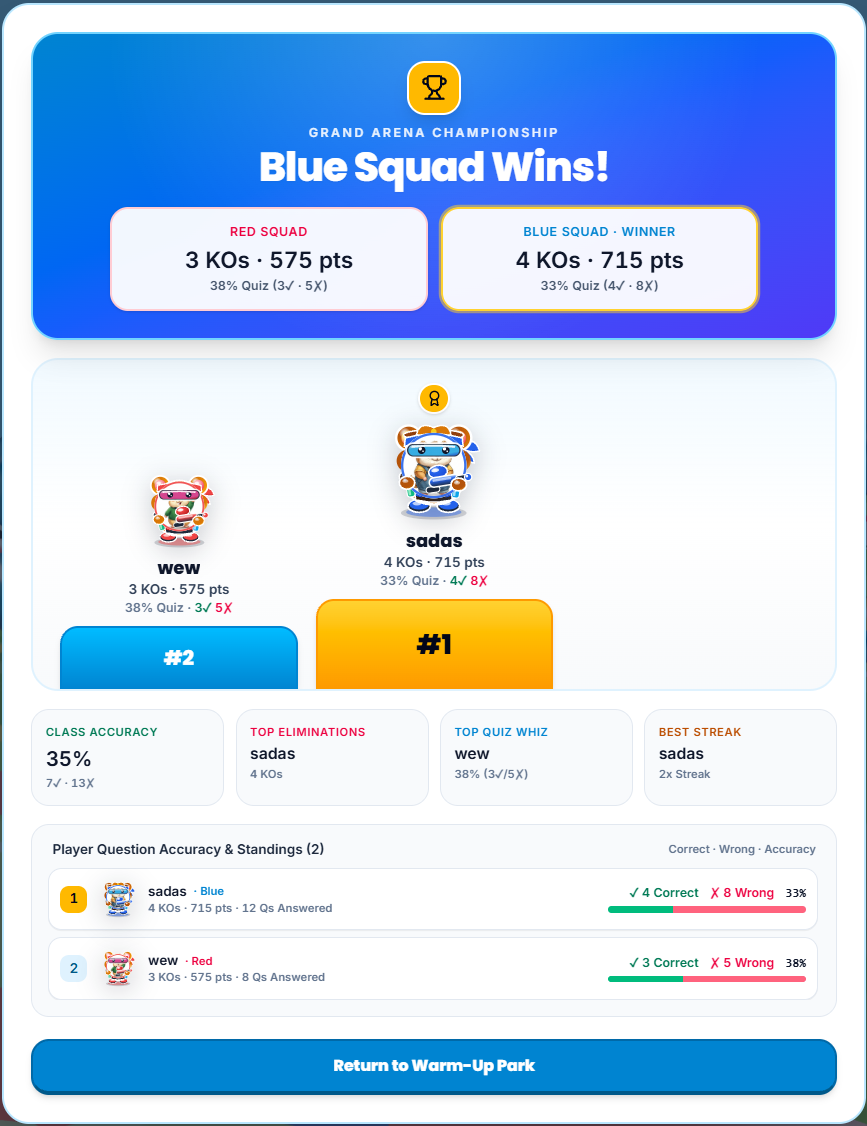 GRAND ARENA CHAMPIONSHIP
Blue Squad Wins!
RED SQUAD
3 KOs · 575 pts
38% Quiz (3✓ · 5✗)
BLUE SQUAD · WINNER
4 KOs · 715 pts
33% Quiz (4✓ · 8✗)
wew
3 KOs · 575 pts
38% Quiz · 3✓ 5✗
#2
sadas
4 KOs · 715 pts
33% Quiz · 4✓ 8✗
#1
CLASS ACCURACY
35%
7✓ · 13✗
TOP ELIMINATIONS
sadas
4 KOs
TOP QUIZ WHIZ
wew
38% (3✓/5✗)
BEST STREAK
sadas
2x Streak
Player Question Accuracy & Standings (2)
Correct · Wrong · Accuracy
1
sadas · Blue
4 KOs · 715 pts · 12 Qs Answered
✓ 4 Correct ✗ 8 Wrong 33%
2
wew · Red
3 KOs · 575 pts · 8 Qs Answered
✓ 3 Correct ✗ 5 Wrong 38%
Return to Warm-Up Park